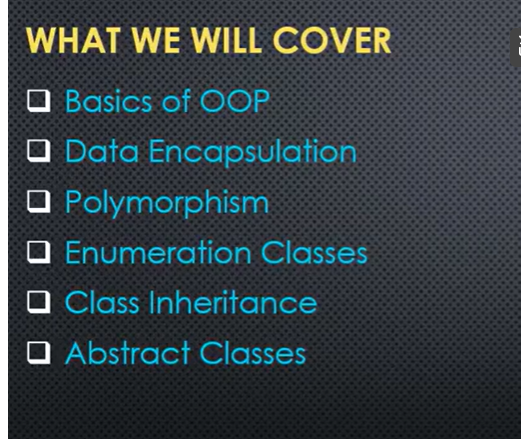 WHAT WE WILL COVER
Basics of OOP
Data Encapsulation
Polymorphism
Enumeration Classes
Class Inheritance
Abstract Classes